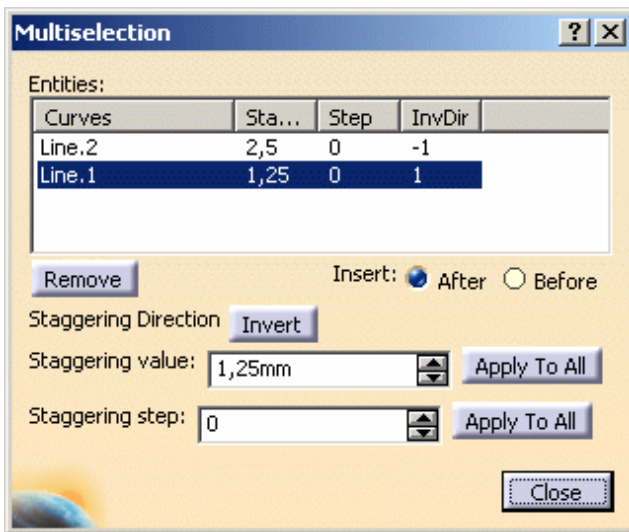 Multiselection
Entities:
Curves Sta... Step InvDir
Line.2 2,5 0 -1
Line.1 1,25 0 1
Remove Insert: After Before
Staggering Direction Invert
Staggering value: 1,25mm Apply To All
Staggering step: 0 Apply To All
Close